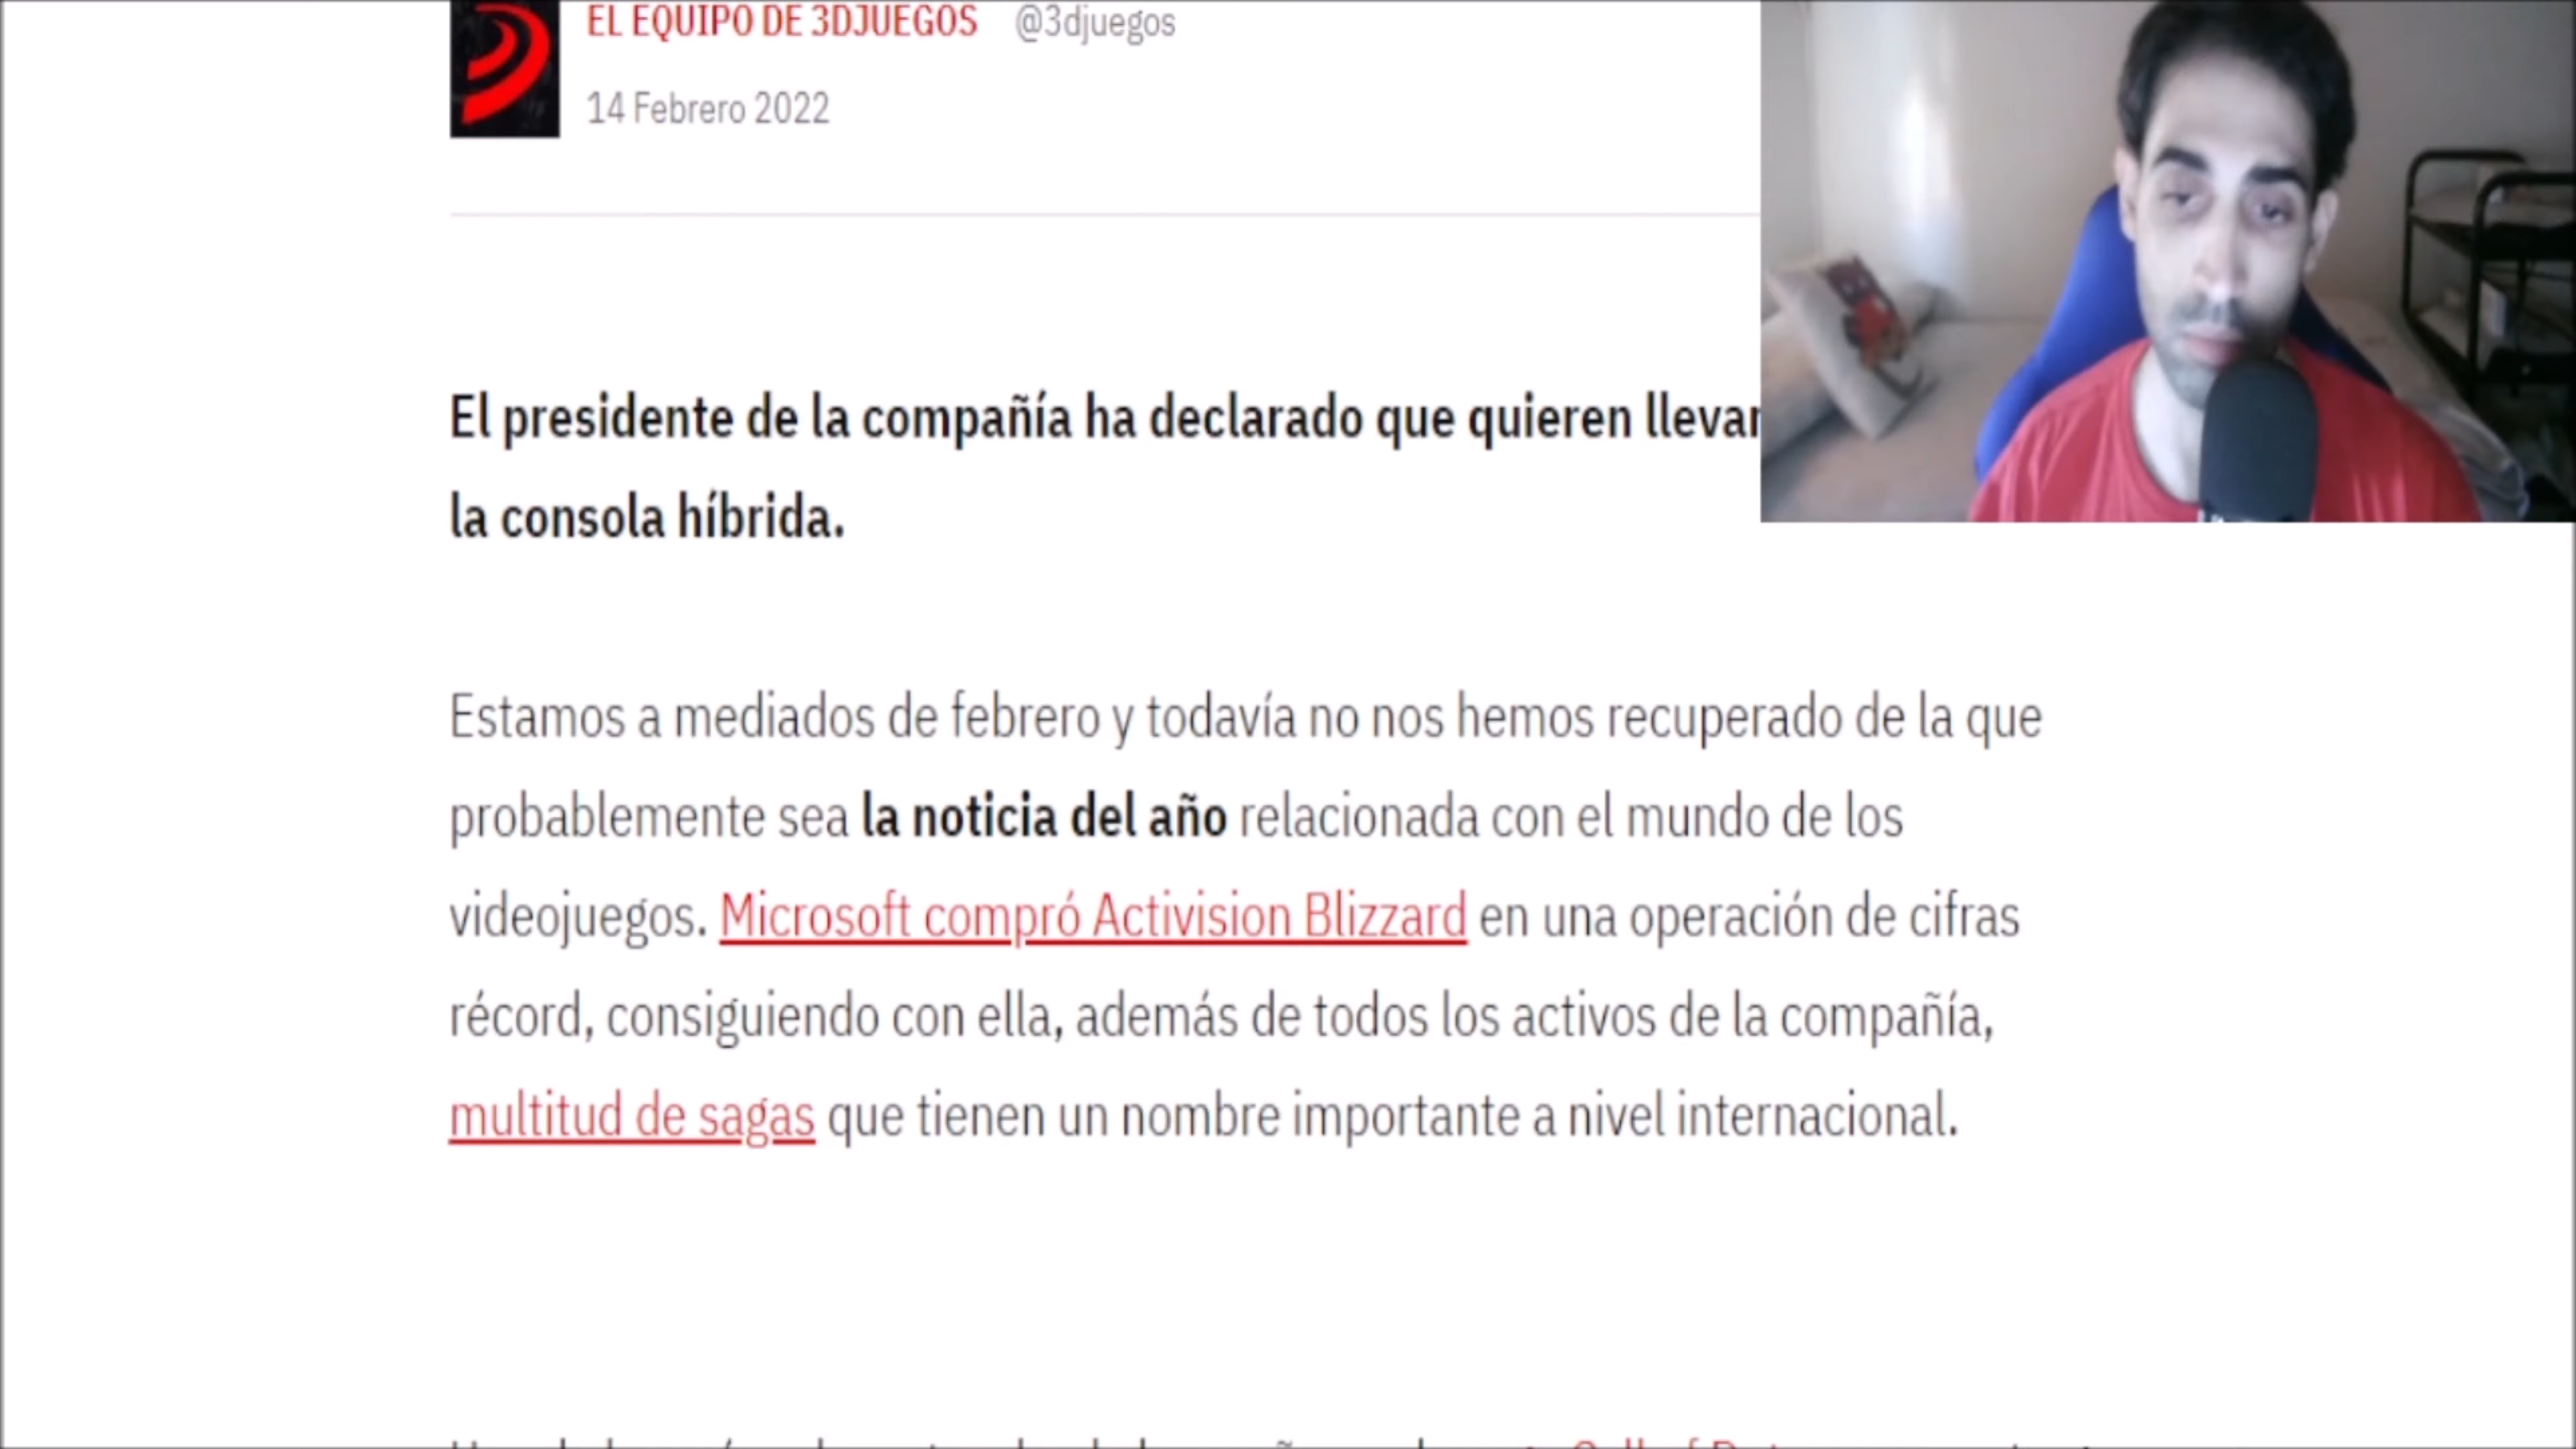 EL EQUIPO DE 3DJUEGOS @3djuegos
14 Febrero 2022
El presidente de la compañía ha declarado que quieren llevar
la consola híbrida.
Estamos a mediados de febrero y todavía no nos hemos recuperado de la que
probablemente sea la noticia del año relacionada con el mundo de los
videojuegos. Microsoft compró Activision Blizzard en una operación de cifras
récord, consiguiendo con ella, además de todos los activos de la compañía,
multitud de sagas que tienen un nombre importante a nivel internacional.